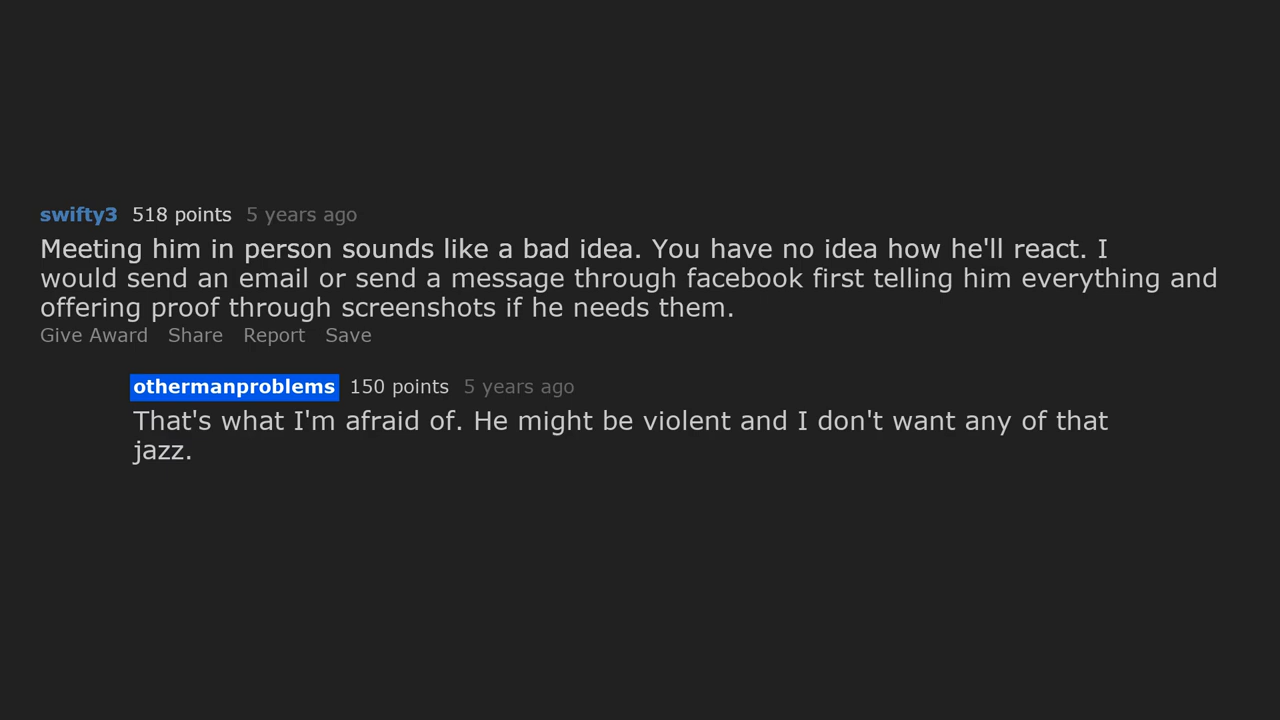 swifty3 518 points 5 years ago
Meeting him in person sounds like a bad idea. You have no idea how he'll react. I
would send an email or send a message through facebook first telling him everything and
offering proof through screenshots if he needs them.
Give Award Share Report Save
othermanproblems 150 points 5 years ago
That's what I'm afraid of. He might be violent and I don't want any of that
jazz.